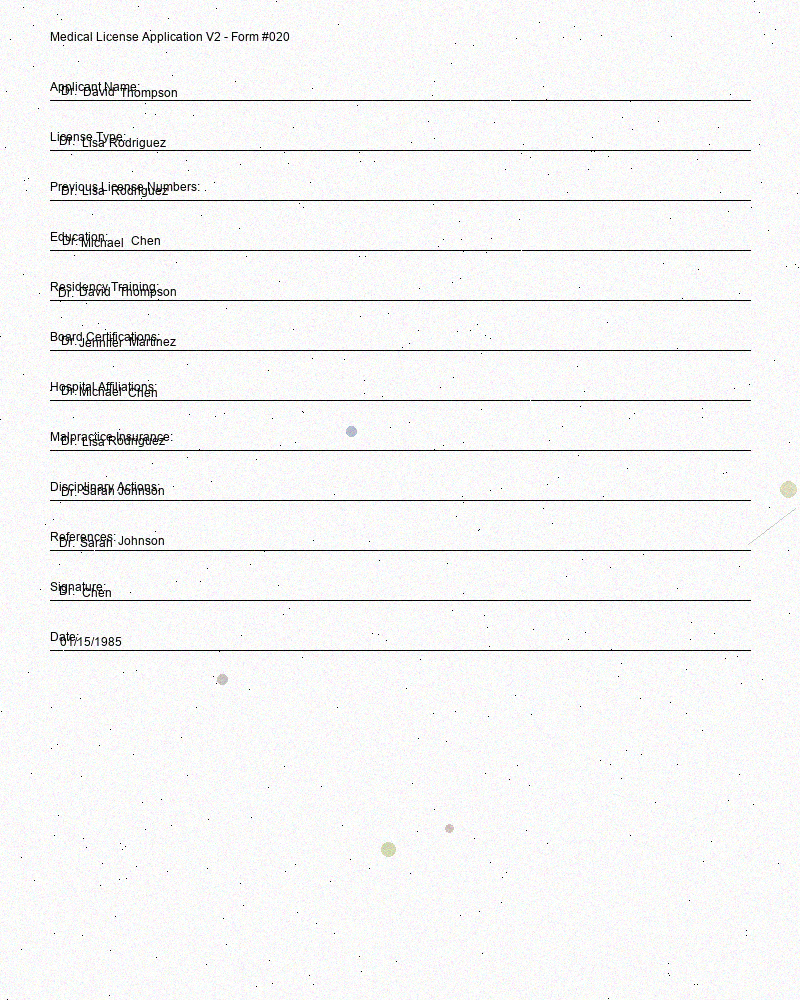 Medical License Application V2 - Form #020
Applicant Name:
Dr. David Thompson
License Type:
Dr. Lisa Rodriguez
Previous License Numbers:
Dr. Lisa Rodriguez
Education:
Dr. Michael Chen
Residency Training:
Dr. David Thompson
Board Certifications:
Dr. Jennifer Martinez
Hospital Affiliations:
Dr. Michael Chen
Malpractice Insurance:
Dr. Lisa Rodriguez
Disciplinary Actions:
Dr. Sarah Johnson
References:
Dr. Sarah Johnson
Signature:
Dr. Chen
Date:
01/15/1985